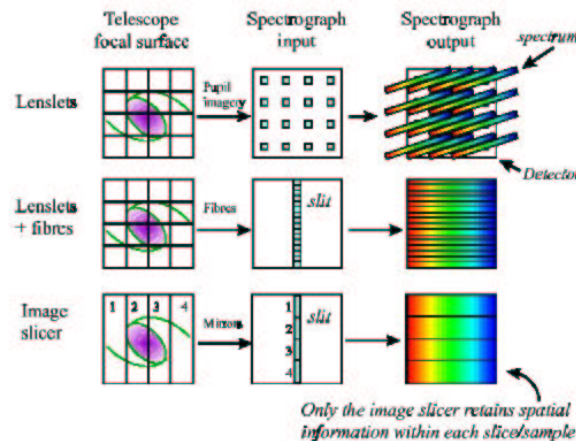 Telescope
focal surface
Spectrograph
input
Spectrograph
output
spectrum
Lenslets
Pupil
imagery
Detector
Lenslets
+ fibres
Fibres
slit
Image
slicer
1 2 3 4
Mirrors
1
2
3
4
slit
Only the image slicer retains spatial
information within each slice/sample